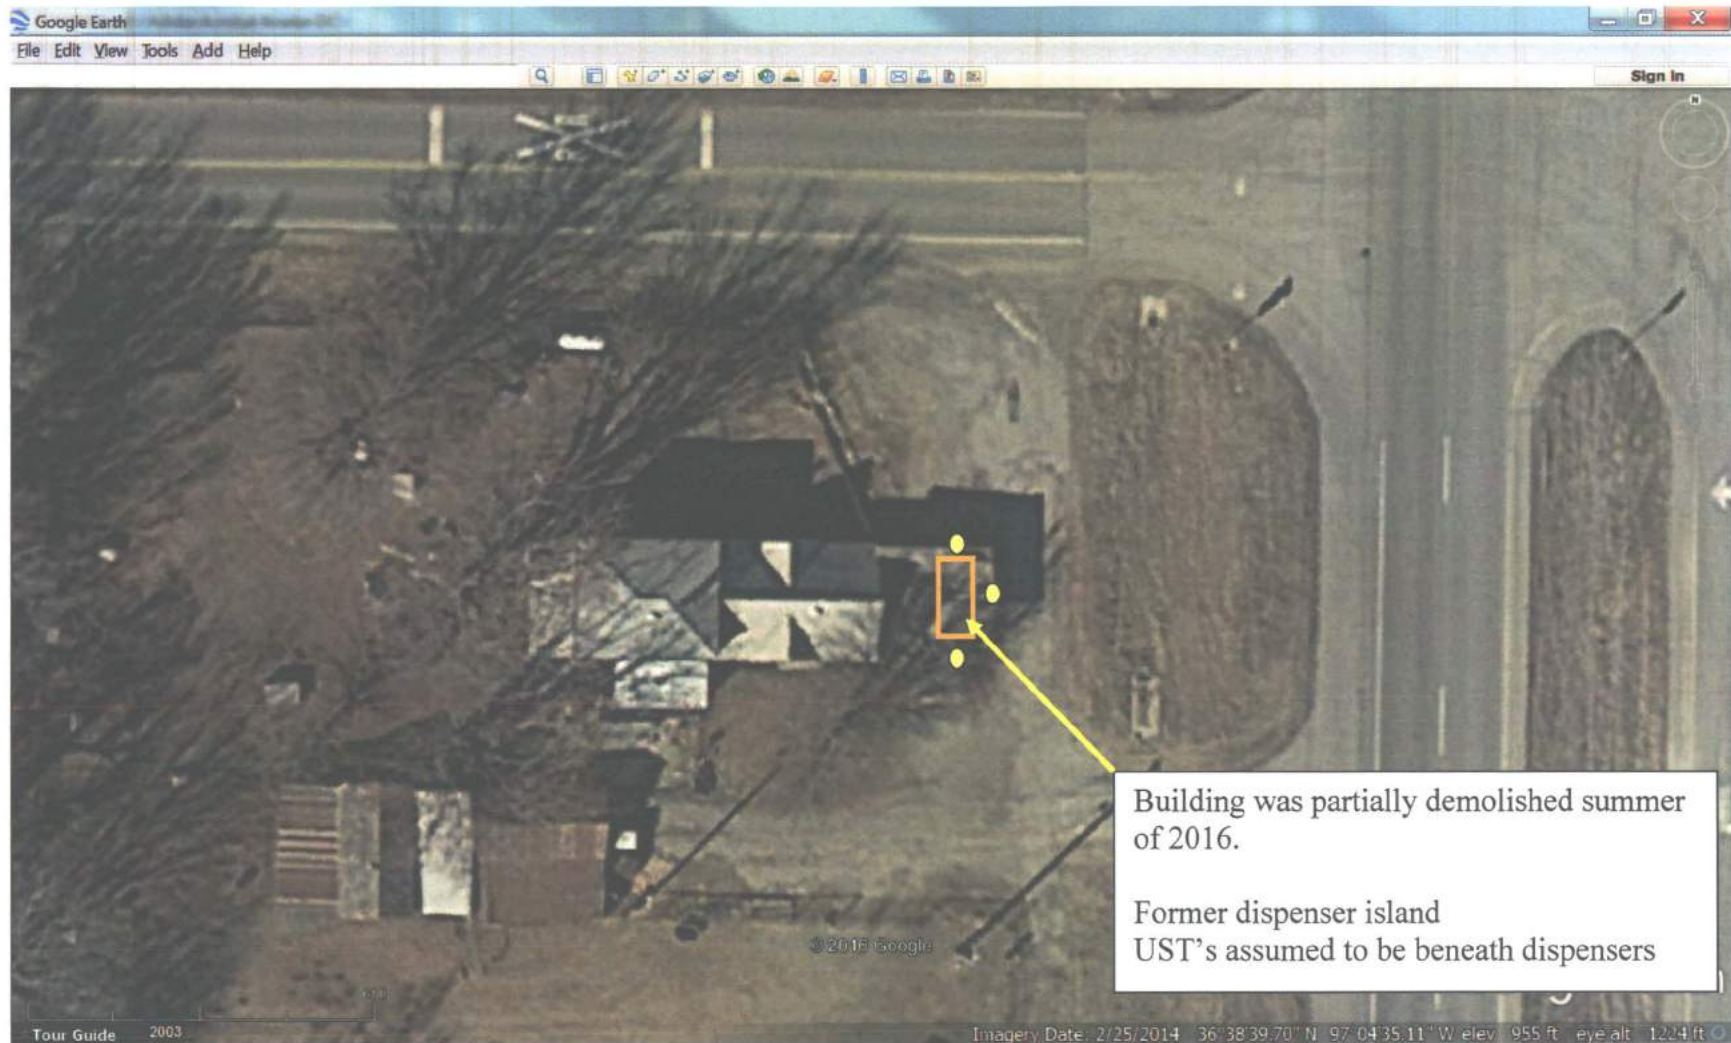 Google Earth
File Edit View Tools Add Help
Sign in
N
Building was partially demolished summer
of 2016.
Former dispenser island
UST's assumed to be beneath dispensers
© 2016 Google
Tour Guide 2003
Imagery Date: 2/25/2014 36°38'39.70" N 97°04'35.11" W elev 955 ft eye alt 1224 ft